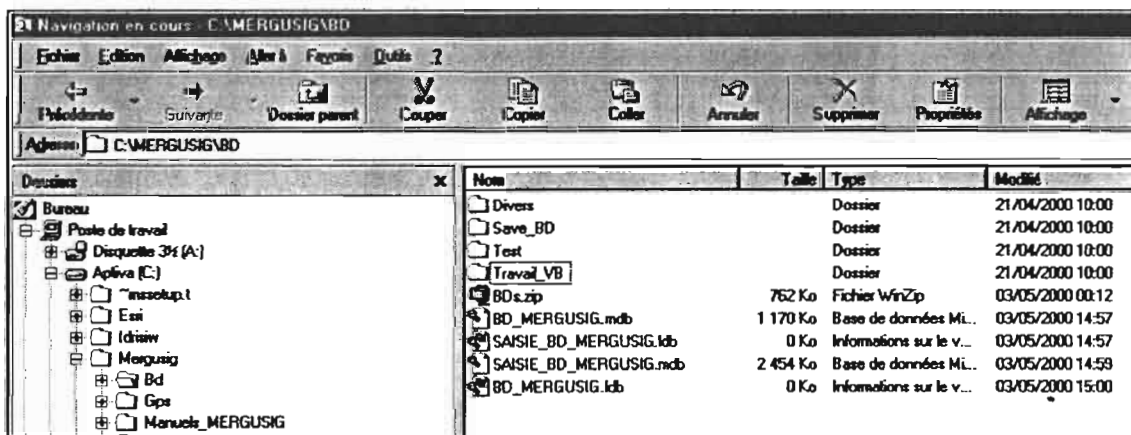 Navigation en cours - C:\MERGUSIG\BD
Fichier Edition Affichage Aller à Favoris Outils ?
Précédente Suivante Dossier parent Couper Copier Coller Annuler Supprimer Propriétés Affichage
Adresse C:\MERGUSIG\BD
Dossiers x
Bureau
Poste de travail
Disquette 3½ (A:)
Aptiva (C:)
~mssetup.t
Essi
Idrisiw
Mergusig
Bd
Gps
Manuels_MERGUSIG
Nom Taille Type Modifié
Divers Dossier 21/04/2000 10:00
Save_BD Dossier 21/04/2000 10:00
Test Dossier 21/04/2000 10:00
Travail_VB Dossier 21/04/2000 10:00
BDs.zip 762 Ko Fichier WinZip 03/05/2000 00:12
BD_MERGUSIG.mdb 1 170 Ko Base de données Mi... 03/05/2000 14:57
SAISIE_BD_MERGUSIG.ldb 0 Ko Informations sur le v... 03/05/2000 14:57
SAISIE_BD_MERGUSIG.mdb 2 454 Ko Base de données Mi... 03/05/2000 14:59
BD_MERGUSIG.ldb 0 Ko Informations sur le v... 03/05/2000 15:00